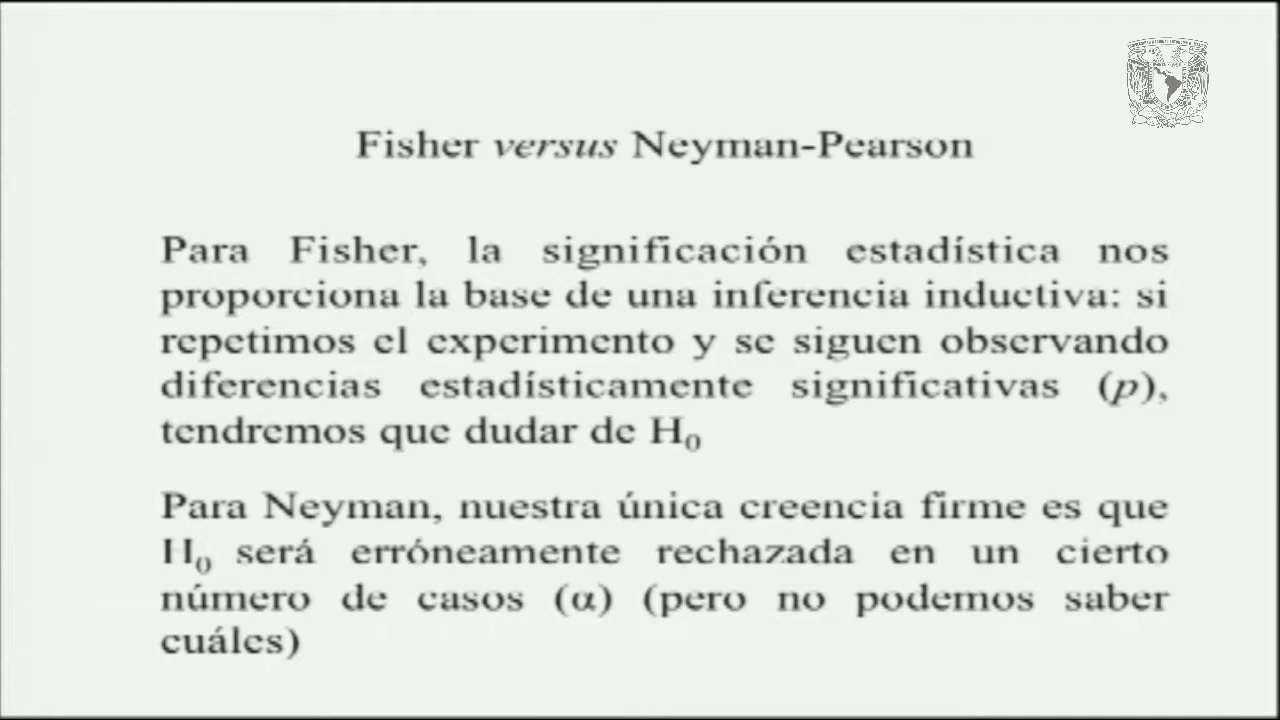 Fisher versus Neyman-Pearson
Para Fisher, la significación estadística nos
proporciona la base de una inferencia inductiva: si
repetimos el experimento y se siguen observando
diferencias estadísticamente significativas (p),
tendremos que dudar de H₀
Para Neyman, nuestra única creencia firme es que
H₀ será erróneamente rechazada en un cierto
número de casos (α) (pero no podemos saber
cuáles)